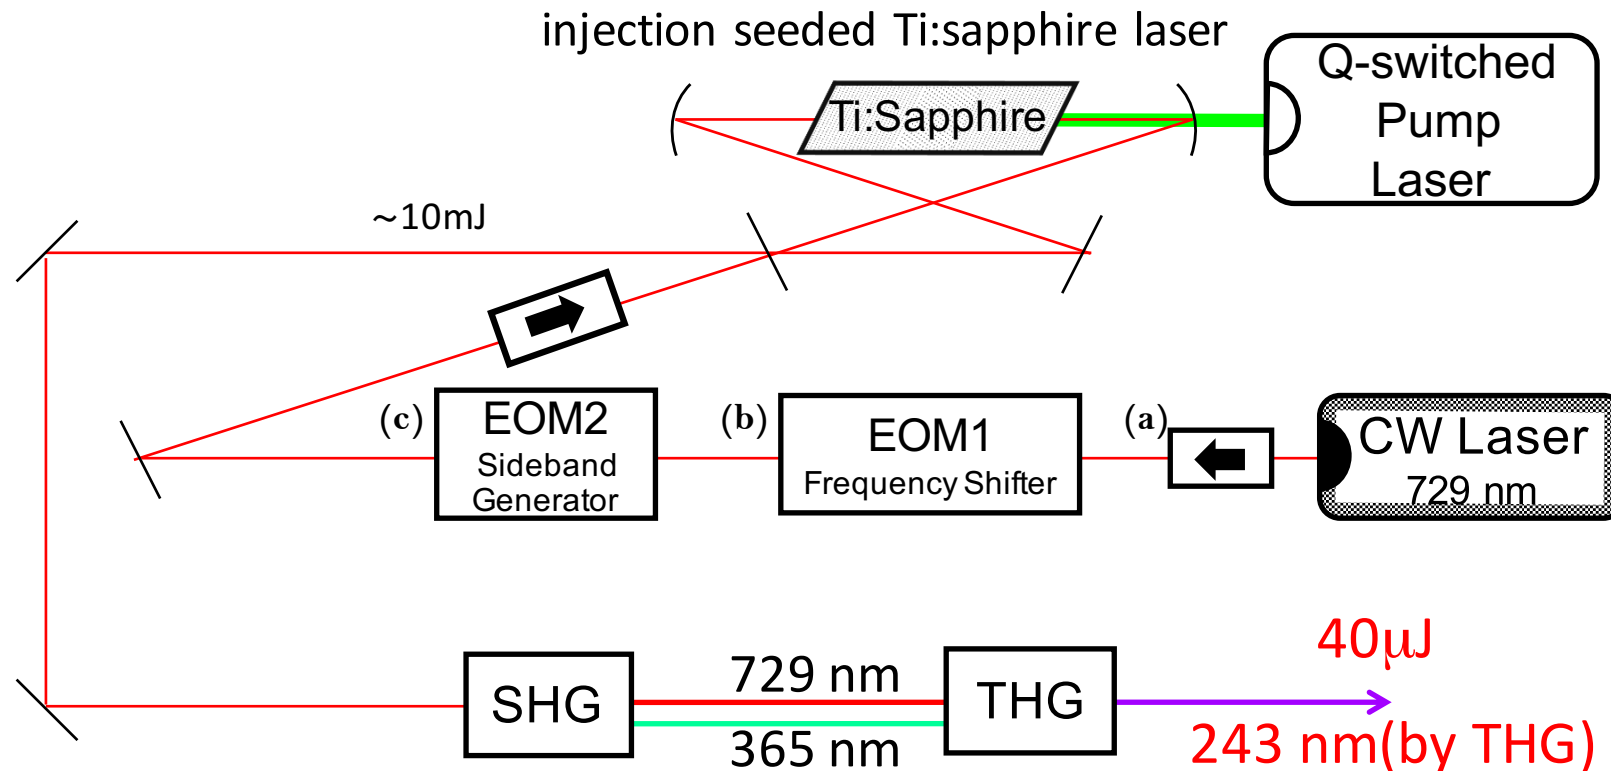 injection seeded Ti:sapphire laser
Q-switched
Pump
Laser
Ti:Sapphire
~10mJ
(c)
EOM2
Sideband
Generator
(b)
EOM1
Frequency Shifter
(a)
CW Laser
729 nm
SHG
729 nm
365 nm
THG
40μJ
243 nm(by THG)